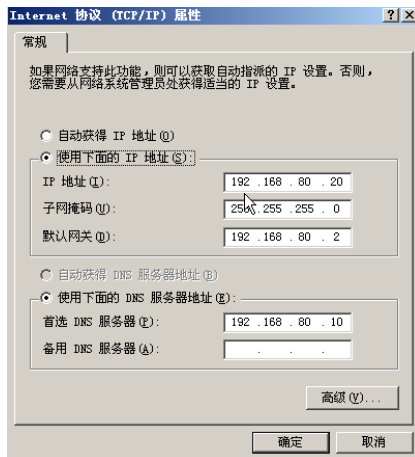 Internet 协议 (TCP/IP) 属性
常规
如果网络支持此功能,则可以获取自动指派的 IP 设置。否则,
您需要从网络系统管理员处获得适当的 IP 设置。
自动获得 IP 地址(O)
使用下面的 IP 地址(S):
IP 地址(I): 192 .168 .80 .20
子网掩码(U): 255 .255 .255 .0
默认网关(D): 192 .168 .80 .2
自动获得 DNS 服务器地址(B)
使用下面的 DNS 服务器地址(E):
首选 DNS 服务器(P): 192 .168 .80 .10
备用 DNS 服务器(A): . . .
高级(V)...
确定 取消